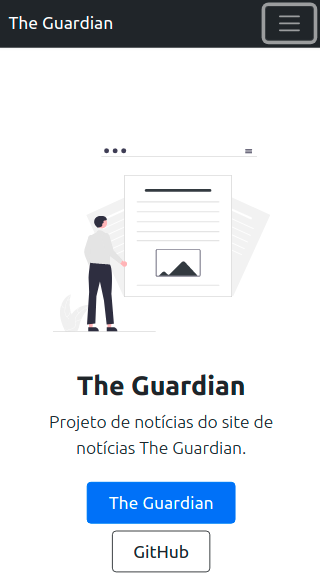 The Guardian
The Guardian
Projeto de notícias do site de
notícias The Guardian.
The Guardian
GitHub